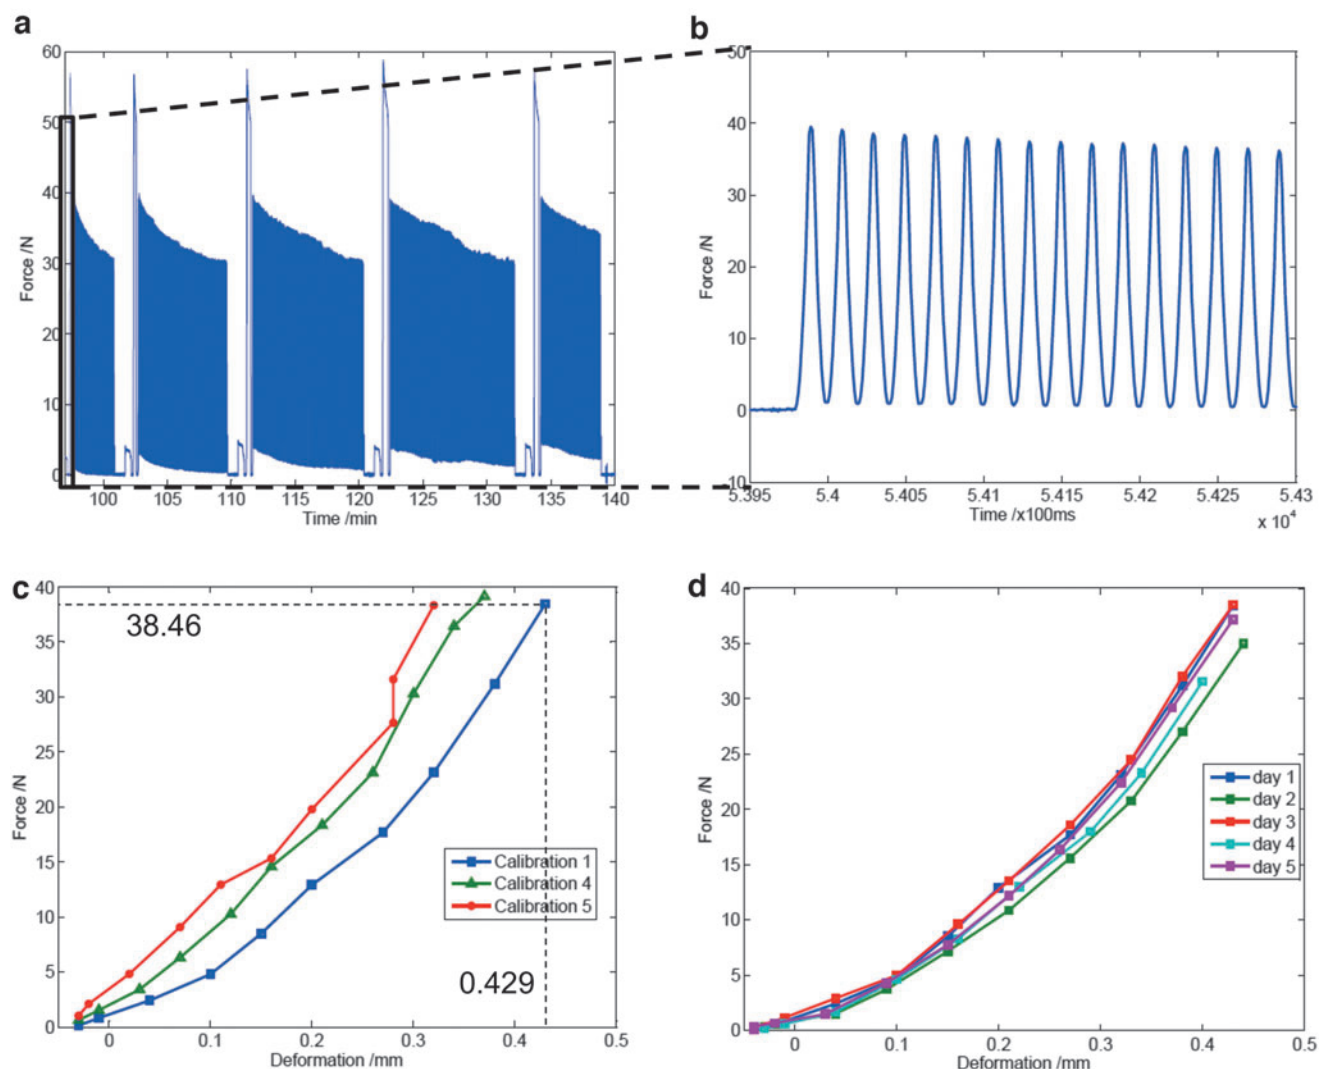 a
60
50
40
30
20
10
0
Force /N
100 105 110 115 120 125 130 135 140
Time /min
b
50
40
30
20
10
0
10
Force /N
5.395 5.4 5.405 5.41 5.415 5.42 5.425 5.43
Time /x100ms
x 10⁴
c
40
35
30
25
20
15
10
5
0
Force /N
38.46
Calibration 1
Calibration 4
Calibration 5
0.429
0 0.1 0.2 0.3 0.4 0.5
Deformation /mm
d
40
35
30
25
20
15
10
5
0
Force /N
day 1
day 2
day 3
day 4
day 5
0 0.1 0.2 0.3 0.4 0.5
Deformation /mm